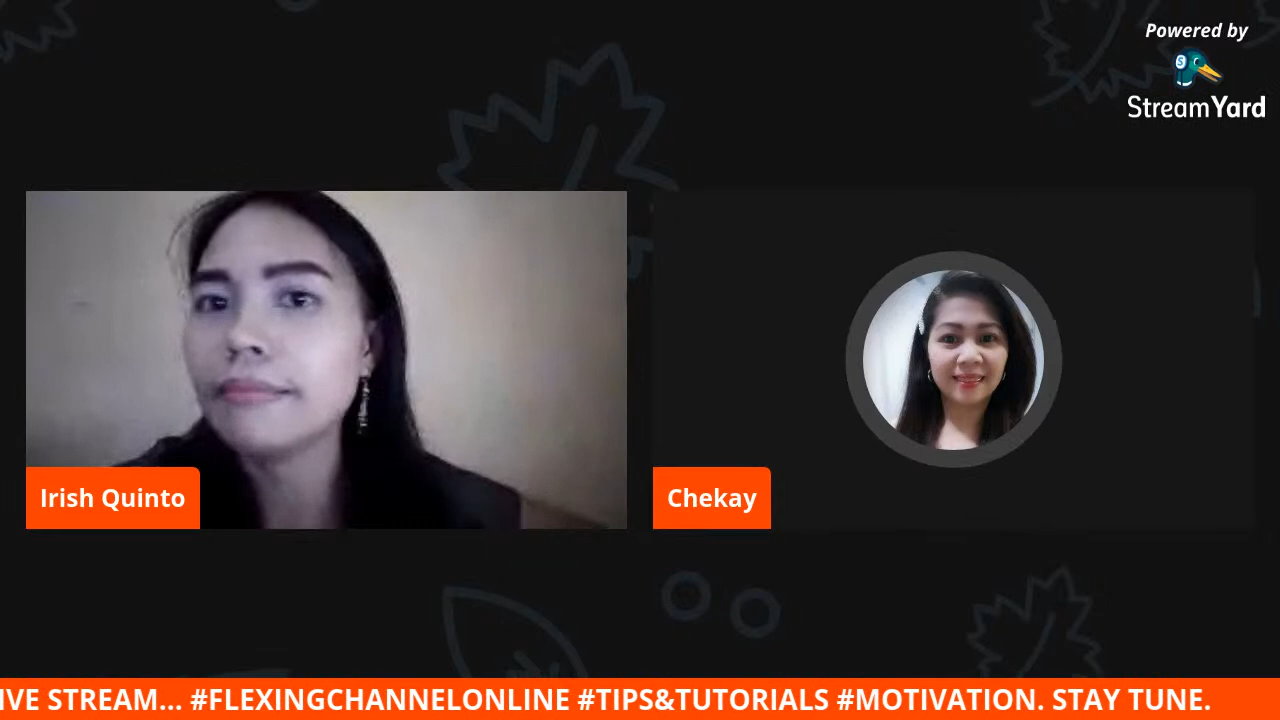 Powered by
StreamYard
Irish Quinto
Chekay
IVE STREAM... #FLEXINGCHANNELONLINE #TIPS&TUTORIALS #MOTIVATION. STAY TUNE.